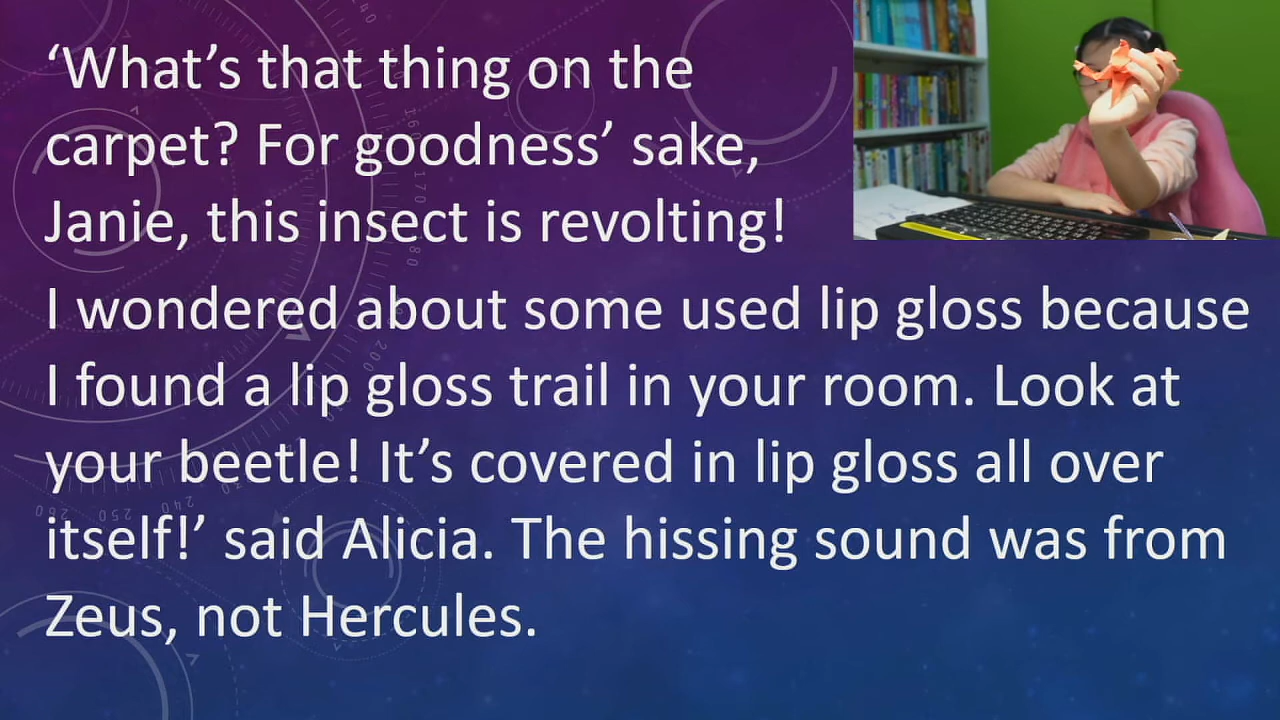 ‘What’s that thing on the
carpet? For goodness’ sake,
Janie, this insect is revolting!
I wondered about some used lip gloss because
I found a lip gloss trail in your room. Look at
your beetle! It’s covered in lip gloss all over
itself!’ said Alicia. The hissing sound was from
Zeus, not Hercules.